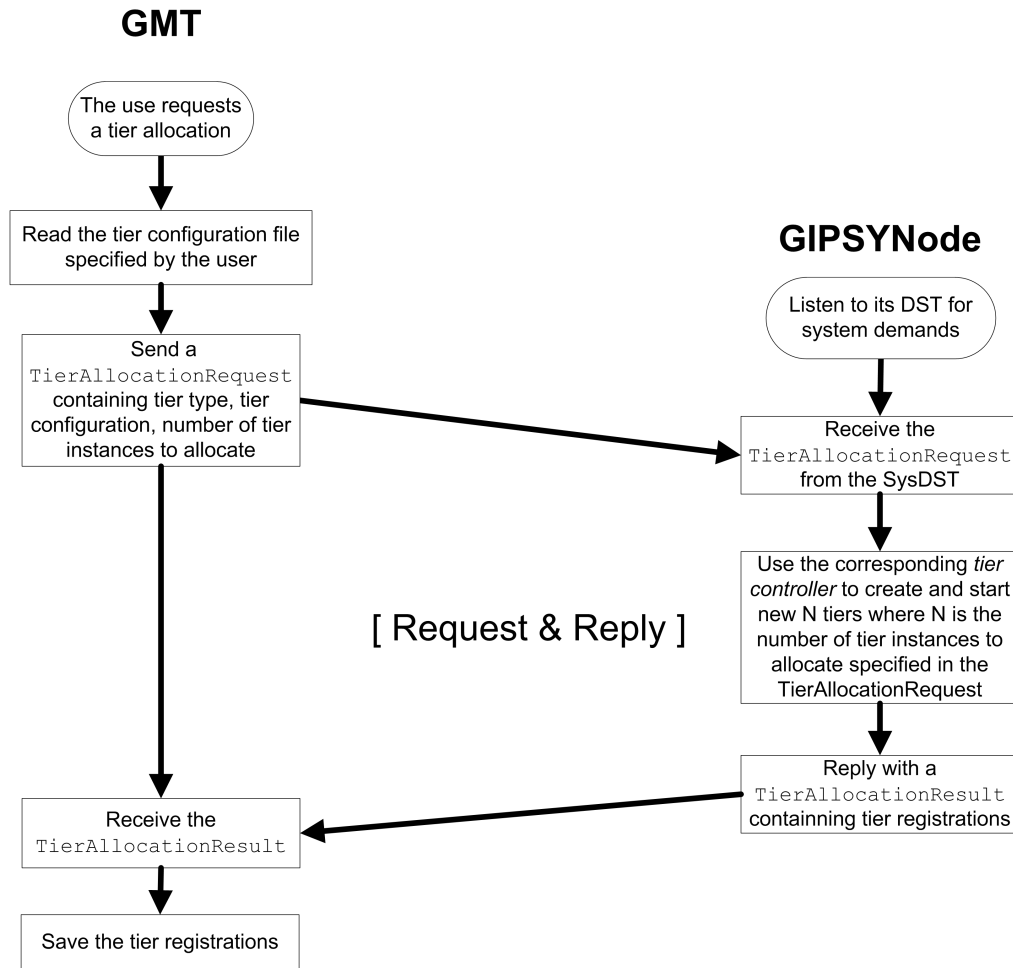 GMT
The use requests
a tier allocation
Read the tier configuration file
specified by the user
Send a
TierAllocationRequest
containing tier type, tier
configuration, number of tier
instances to allocate
GIPSYNode
Listen to its DST for
system demands
Receive the
TierAllocationRequest
from the SysDST
Use the corresponding tier
controller to create and start
new N tiers where N is the
number of tier instances to
allocate specified in the
TierAllocationRequest
[ Request & Reply ]
Reply with a
TierAllocationResult
containning tier registrations
Receive the
TierAllocationResult
Save the tier registrations